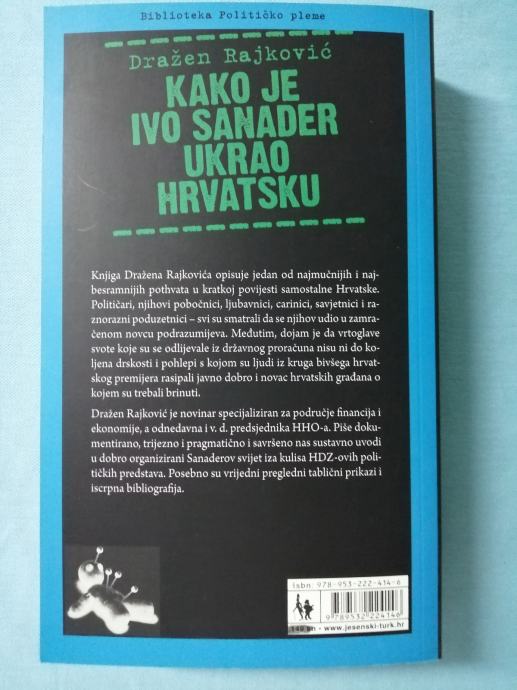 Biblioteka Političko pleme
Dražen Rajković
KAKO JE
IVO SANADER
UKRAO
HRVATSKU
Knjiga Dražena Rajkovića opisuje jedan od najmučnijih i naj-
besramnijih pothvata u kratkoj povijesti samostalne Hrvatske.
Političari, njihovi pobočnici, ljubavnici, carinici, savjetnici i ra-
znorazni poduzetnici – svi su smatrali da se njihov udio u zamra-
čenom novcu podrazumijeva. Međutim, dojam je da vrtoglave
svote koje su se odlijevale iz državnog proračuna nisu ni do ko-
ljena drskosti i pohlepi s kojom su ljudi iz kruga bivšega hrvat-
skog premijera rasipali javno dobro i novac hrvatskih građana o
kojem su trebali brinuti.
Dražen Rajković je novinar specijaliziran za područje financija i
ekonomije, a odnedavna i v. d. predsjednika HHO-a. Piše doku-
mentirano, trijezno i pragmatično i savršeno nas sustavno uvodi
u dobro organizirani Sanaderov svijet iza kulisa HDZ-ovih poli-
tičkih predstava. Posebno su vrijedni pregledni tablični prikazi i
iscrpna bibliografija.
isbn: 978-953-222-414-6
9 789532 224146
149 kn - www.jesenski-turk.hr